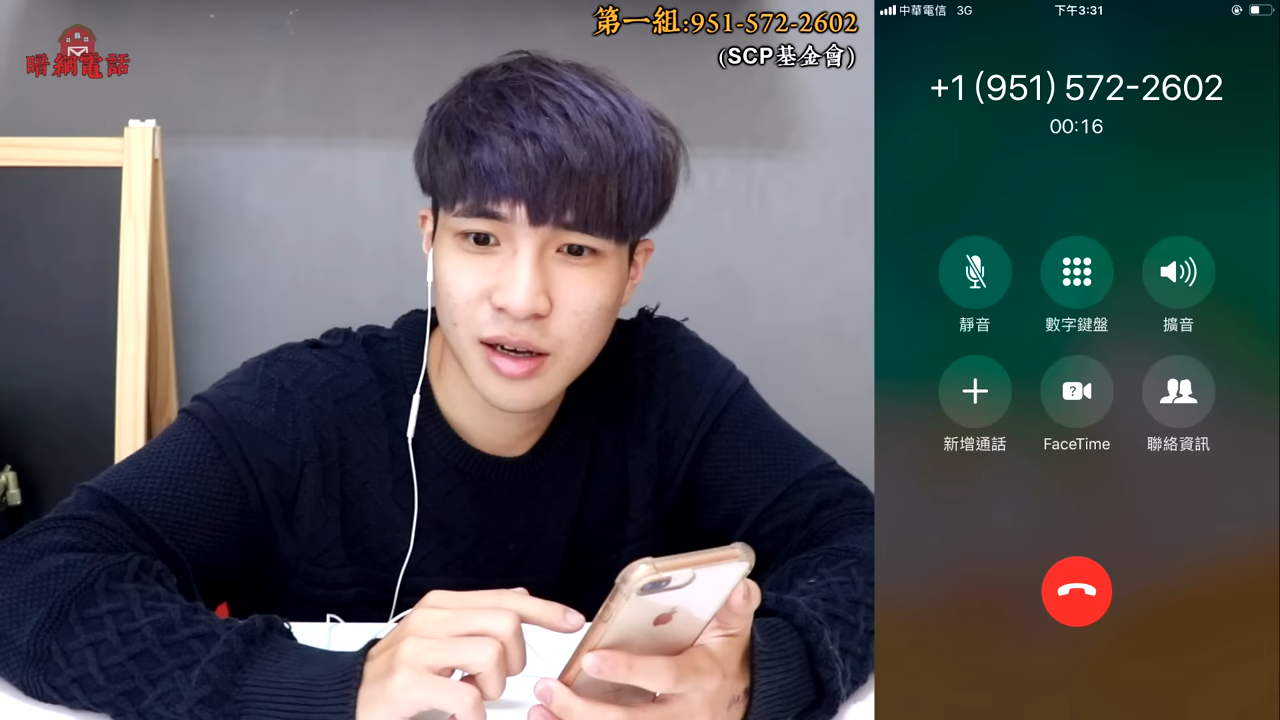 暗網電話
第一組:951-572-2602
(SCP基金會)
中華電信 3G
下午3:31
+1 (951) 572-2602
00:16
靜音
數字鍵盤
擴音
?
新增通話
FaceTime
聯絡資訊